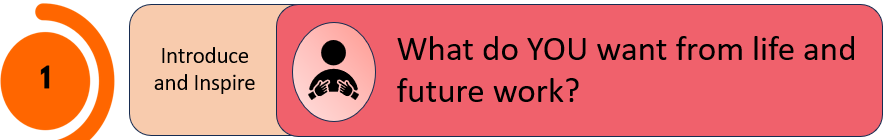 1
Introduce
and Inspire
What do YOU want from life and
future work?